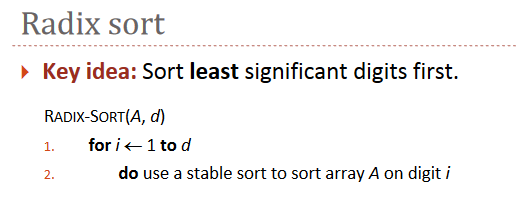 Radix sort
Key idea: Sort least significant digits first.
RADIX-SORT(A, d)
1. for i ← 1 to d
2. do use a stable sort to sort array A on digit i